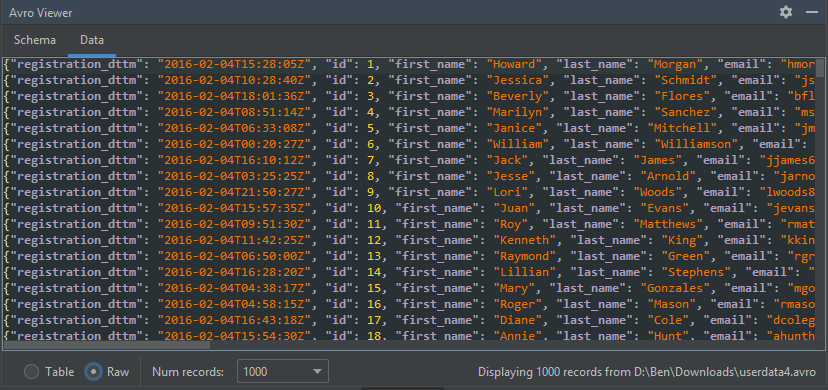 Avro Viewer
Schema Data
{"registration_dttm": "2016-02-04T15:28:05Z", "id": 1, "first_name": "Howard", "last_name": "Morgan", "email": "hmor
{"registration_dttm": "2016-02-04T10:28:40Z", "id": 2, "first_name": "Jessica", "last_name": "Schmidt", "email": "js
{"registration_dttm": "2016-02-04T18:01:36Z", "id": 3, "first_name": "Beverly", "last_name": "Flores", "email": "bfl
{"registration_dttm": "2016-02-04T08:51:14Z", "id": 4, "first_name": "Marilyn", "last_name": "Sanchez", "email": "ms
{"registration_dttm": "2016-02-04T06:33:08Z", "id": 5, "first_name": "Janice", "last_name": "Mitchell", "email": "jm
{"registration_dttm": "2016-02-04T00:20:27Z", "id": 6, "first_name": "William", "last_name": "Williamson", "email": "
{"registration_dttm": "2016-02-04T16:10:12Z", "id": 7, "first_name": "Jack", "last_name": "James", "email": "jjames6
{"registration_dttm": "2016-02-04T03:25:25Z", "id": 8, "first_name": "Jesse", "last_name": "Arnold", "email": "jarno
{"registration_dttm": "2016-02-04T21:50:27Z", "id": 9, "first_name": "Lori", "last_name": "Woods", "email": "lwoods8
{"registration_dttm": "2016-02-04T15:57:35Z", "id": 10, "first_name": "Juan", "last_name": "Evans", "email": "jevans
{"registration_dttm": "2016-02-04T09:51:30Z", "id": 11, "first_name": "Roy", "last_name": "Matthews", "email": "rmat
{"registration_dttm": "2016-02-04T11:42:25Z", "id": 12, "first_name": "Kenneth", "last_name": "King", "email": "kkin
{"registration_dttm": "2016-02-04T06:50:00Z", "id": 13, "first_name": "Raymond", "last_name": "Green", "email": "rgr
{"registration_dttm": "2016-02-04T16:28:20Z", "id": 14, "first_name": "Lillian", "last_name": "Stephens", "email": "
{"registration_dttm": "2016-02-04T04:38:17Z", "id": 15, "first_name": "Mary", "last_name": "Gonzales", "email": "mgo
{"registration_dttm": "2016-02-04T04:58:15Z", "id": 16, "first_name": "Roger", "last_name": "Mason", "email": "rmaso
{"registration_dttm": "2016-02-04T16:43:18Z", "id": 17, "first_name": "Diane", "last_name": "Cole", "email": "dcoleg
{"registration_dttm": "2016-02-04T15:54:30Z", "id": 18, "first_name": "Annie", "last_name": "Hunt", "email": "ahunth
Table Raw Num records: 1000 Displaying 1000 records from D:\Ben\Downloads\userdata4.avro